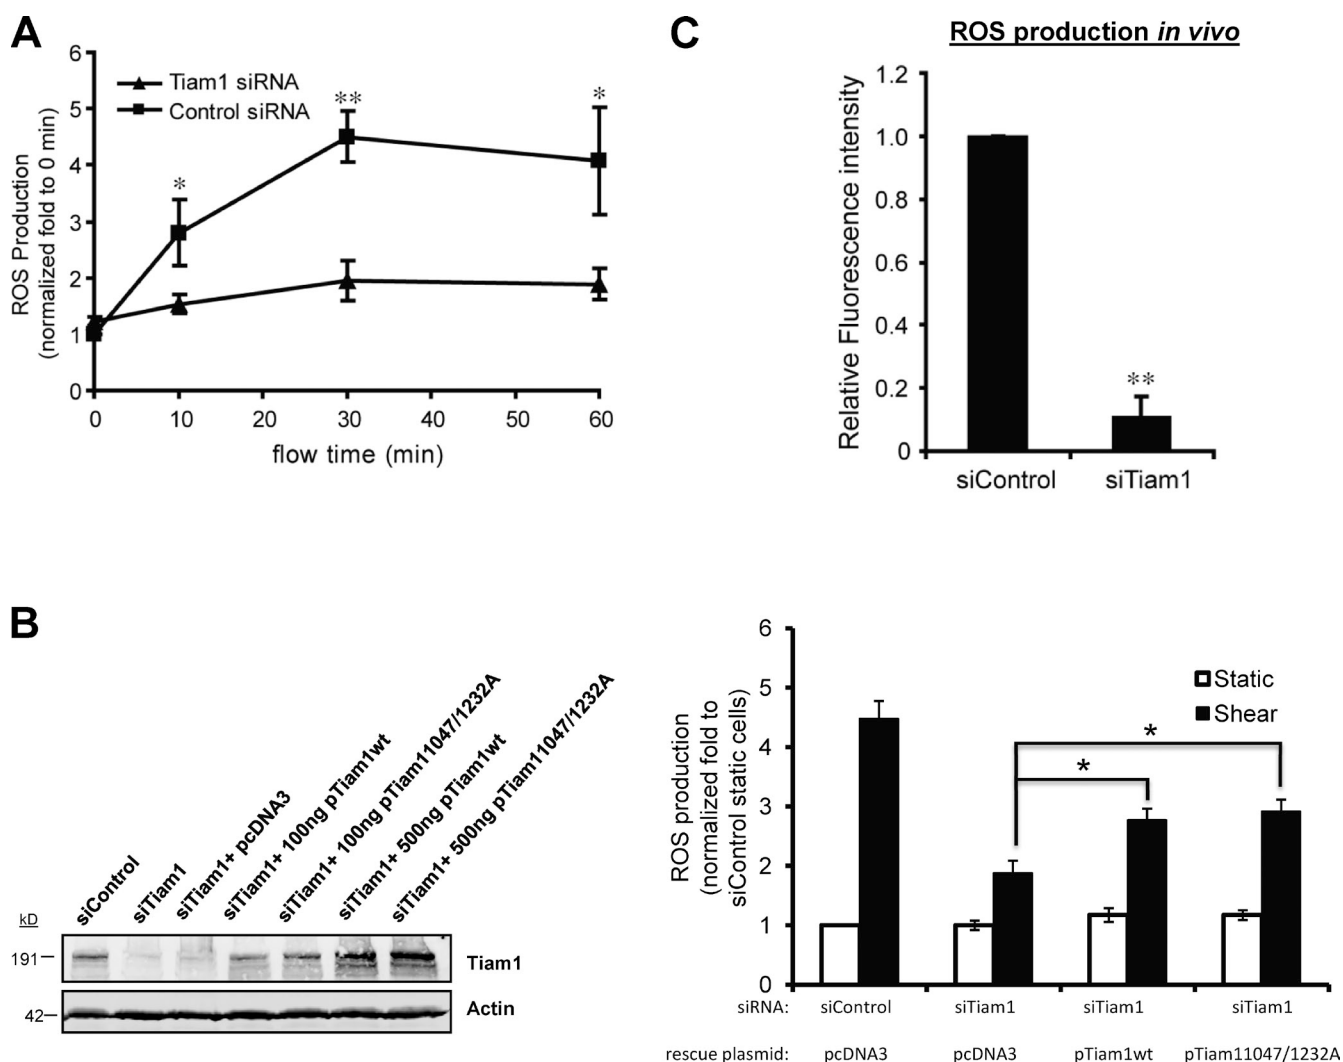 A
6
5
4
3
2
1
0
ROS Production
(normalized fold to 0 min)
Tiam1 siRNA
Control siRNA
*
**
*
0 10 20 30 40 50 60
flow time (min)
C
ROS production in vivo
1.2
1.0
0.8
0.6
0.4
0.2
0
Relative Fluorescence intensity
**
siControl siTiam1
B
siControl
siTiam1
siTiam1+ pcDNA3
siTiam1+ 100ng pTiam1wt
siTiam1+ 100ng pTiam11047/1232A
siTiam1+ 500ng pTiam1wt
siTiam1+ 500ng pTiam11047/1232A
kD
191
Tiam1
42
Actin
6
5
4
3
2
1
0
ROS production
(normalized fold to
siControl static cells)
Static
Shear
*
*
siRNA: siControl siTiam1 siTiam1 siTiam1
rescue plasmid: pcDNA3 pcDNA3 pTiam1wt pTiam11047/1232A